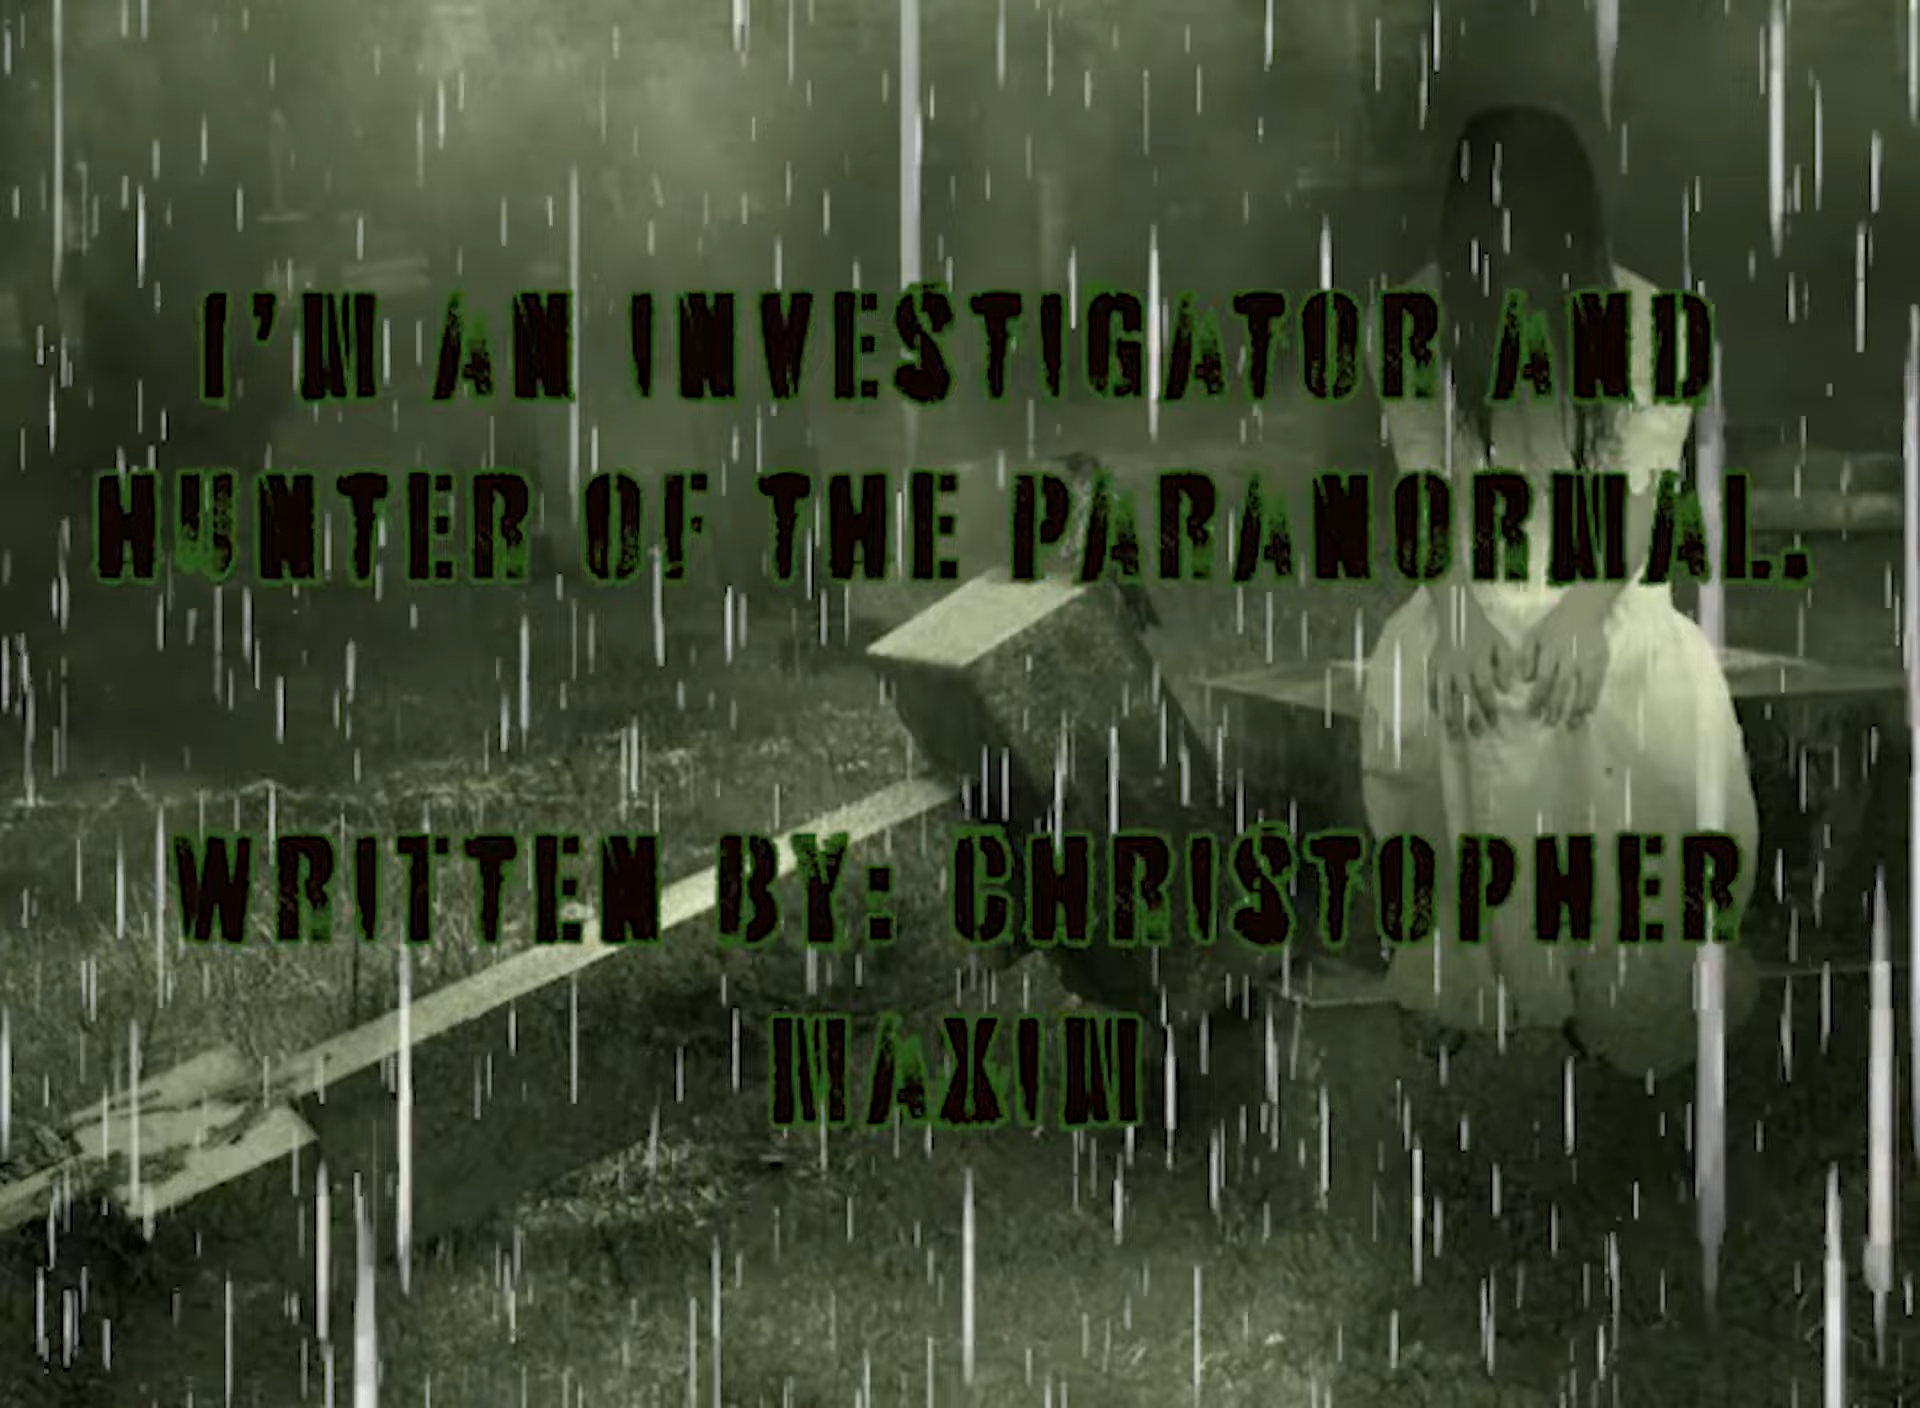 I'M AN INVESTIGATOR AND
HUNTER OF THE PARANORMAL.
WRITTEN BY: CHRISTOPHER
MAXIM